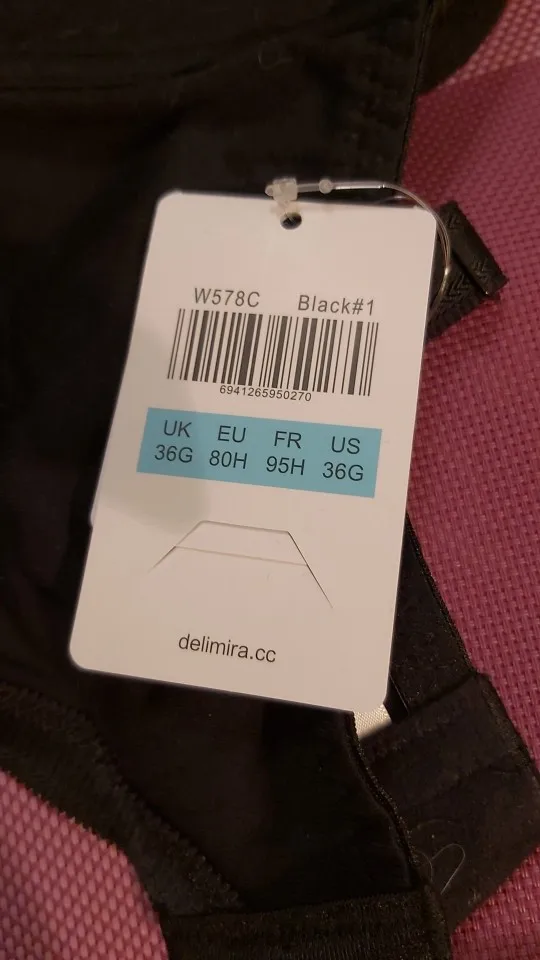 W578C Black#1
6941265950270
UK EU FR US
36G 80H 95H 36G
delimira.cc